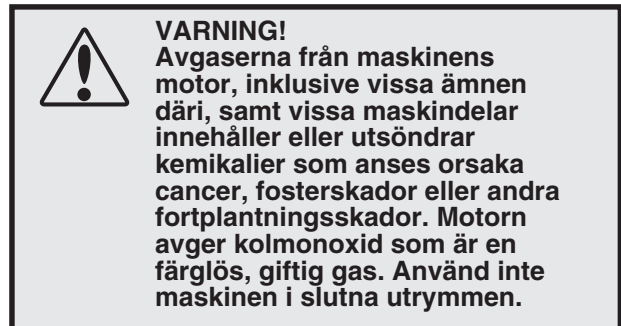 VARNING!
Avgaserna från maskinens
motor, inklusive vissa ämnen
däri, samt vissa maskindelar
innehåller eller utsöndrar
kemikalier som anses orsaka
cancer, fosterskador eller andra
fortplantningsskador. Motorn
avger kolmonoxid som är en
färglös, giftig gas. Använd inte
maskinen i slutna utrymmen.